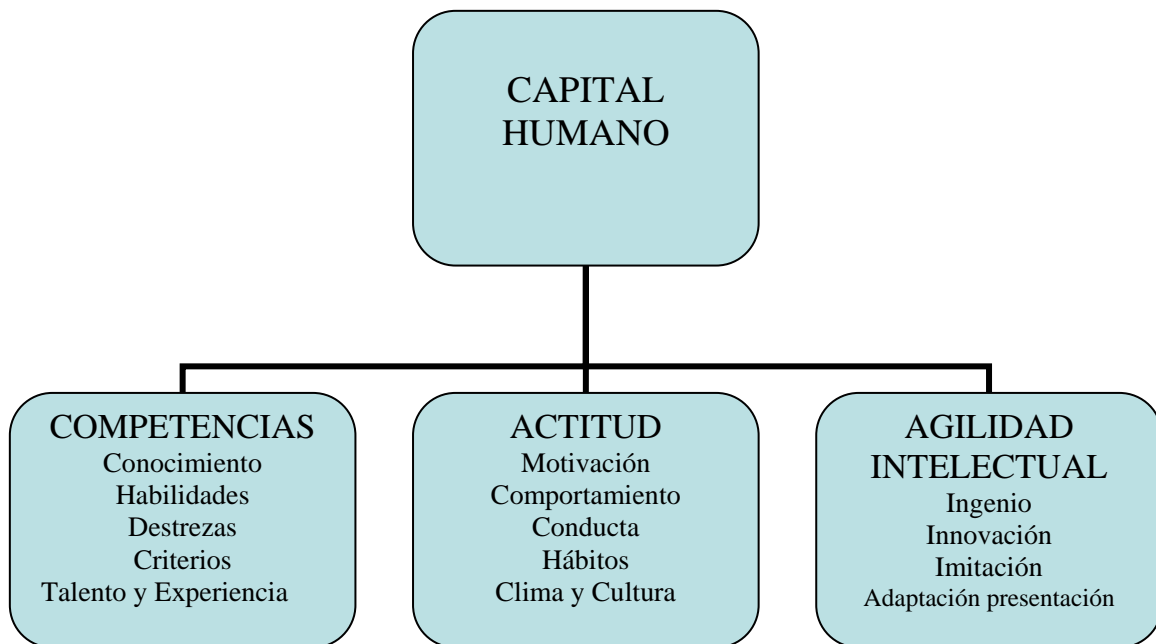 CAPITAL
HUMANO
COMPETENCIAS
Conocimiento
Habilidades
Destrezas
Criterios
Talento y Experiencia
ACTITUD
Motivación
Comportamiento
Conducta
Hábitos
Clima y Cultura
AGILIDAD
INTELECTUAL
Ingenio
Innovación
Imitación
Adaptación presentación